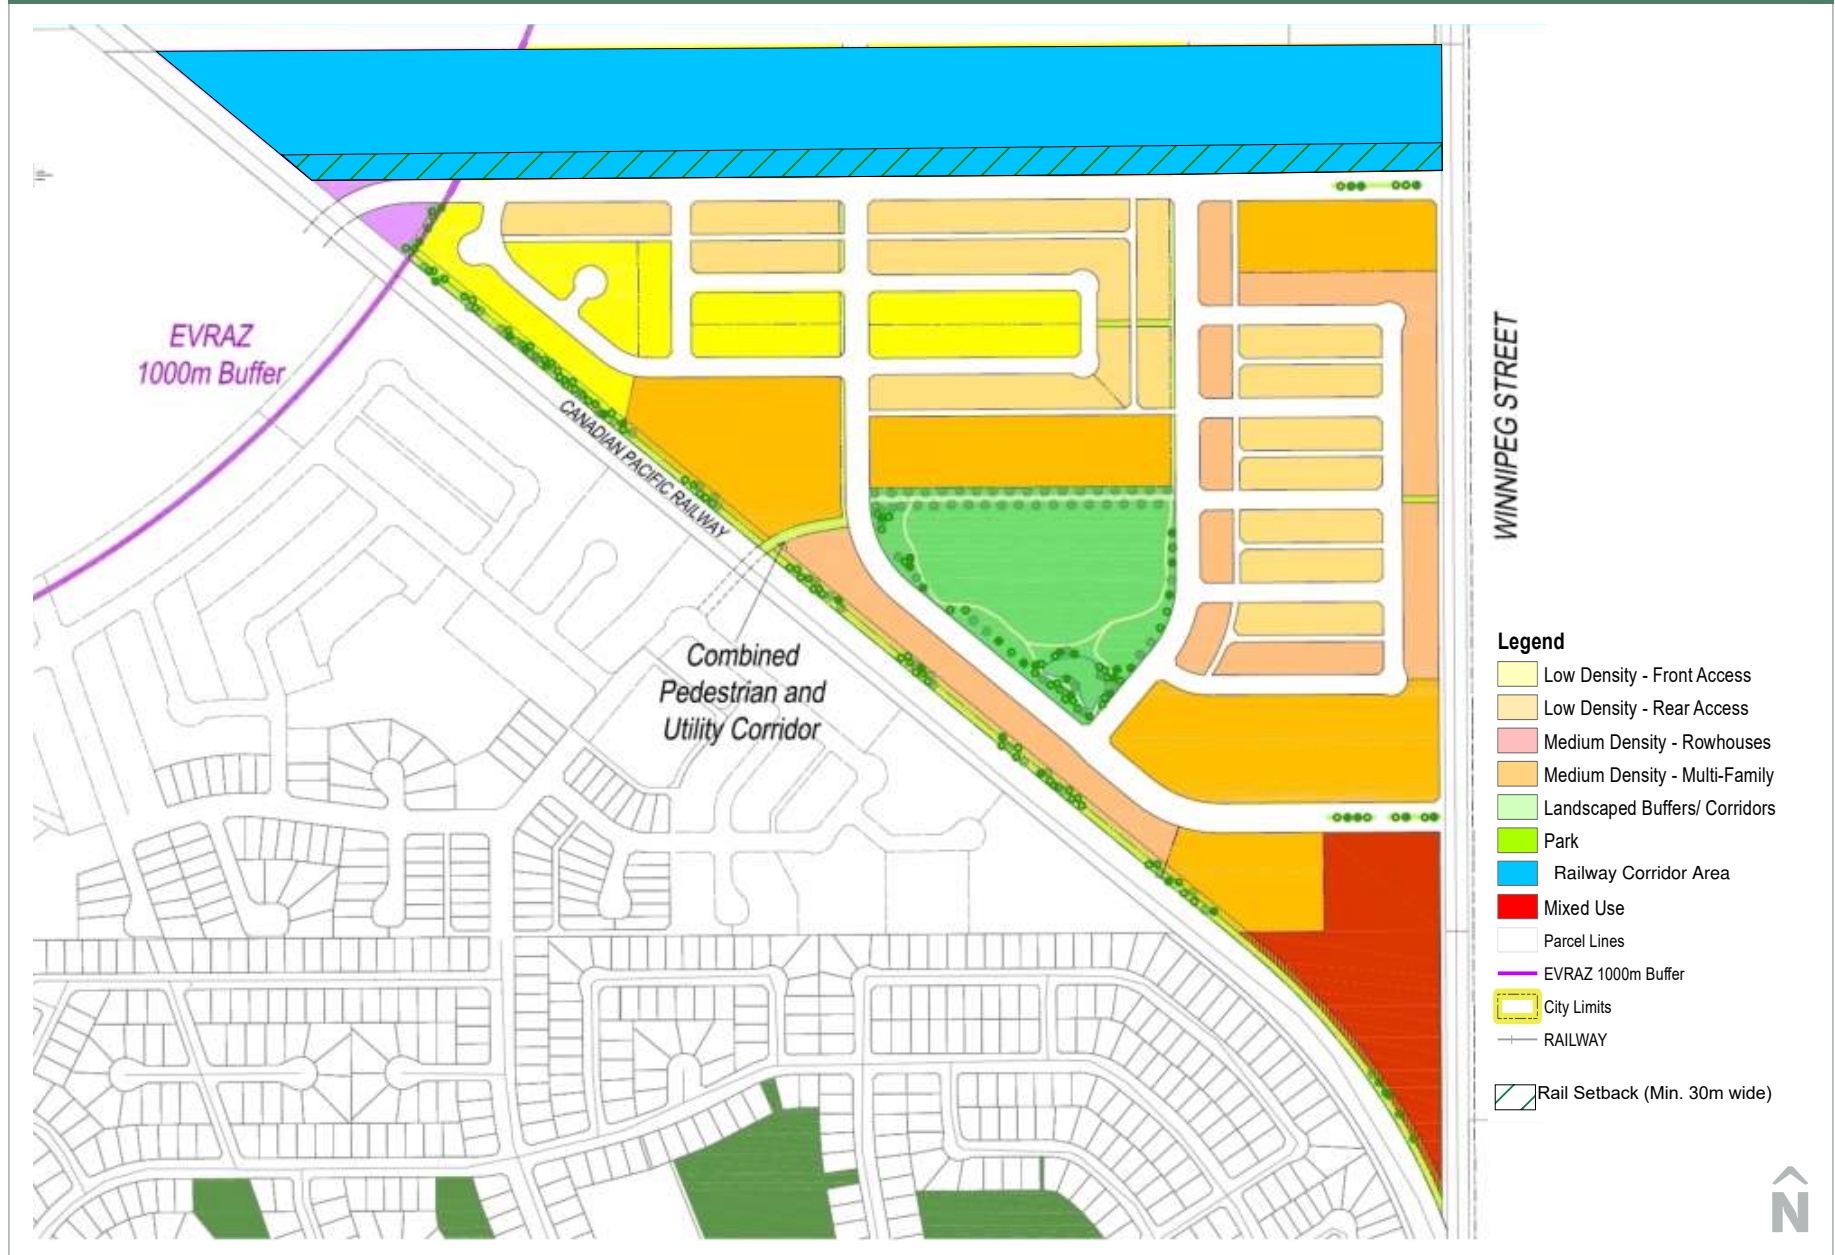 EVRAZ
1000m Buffer
CANADIAN PACIFIC RAILWAY
WINNIPEG STREET
Combined
Pedestrian and
Utility Corridor
Legend
Low Density - Front Access
Low Density - Rear Access
Medium Density - Rowhouses
Medium Density - Multi-Family
Landscaped Buffers/ Corridors
Park
Railway Corridor Area
Mixed Use
Parcel Lines
EVRAZ 1000m Buffer
City Limits
RAILWAY
Rail Setback (Min. 30m wide)
N